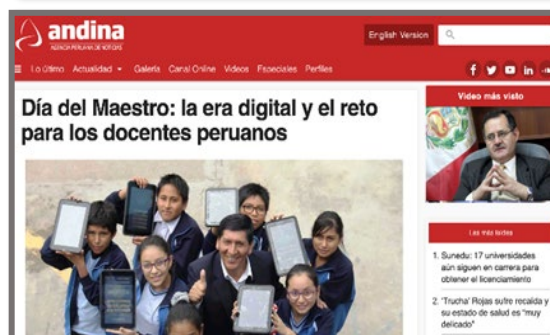 andina
AGENCIA PERUANA DE NOTICIAS
English Version
Lo último Actualidad Galería Canal Online Videos Especiales Perfiles
Día del Maestro: la era digital y el reto
para los docentes peruanos
Video más visto
Las más leídas
1. Sunedu: 17 universidades
aún siguen en carrera para
obtener el licenciamiento
2. 'Trucha' Rojas sufre recaída y
su estado de salud es "muy
delicado"